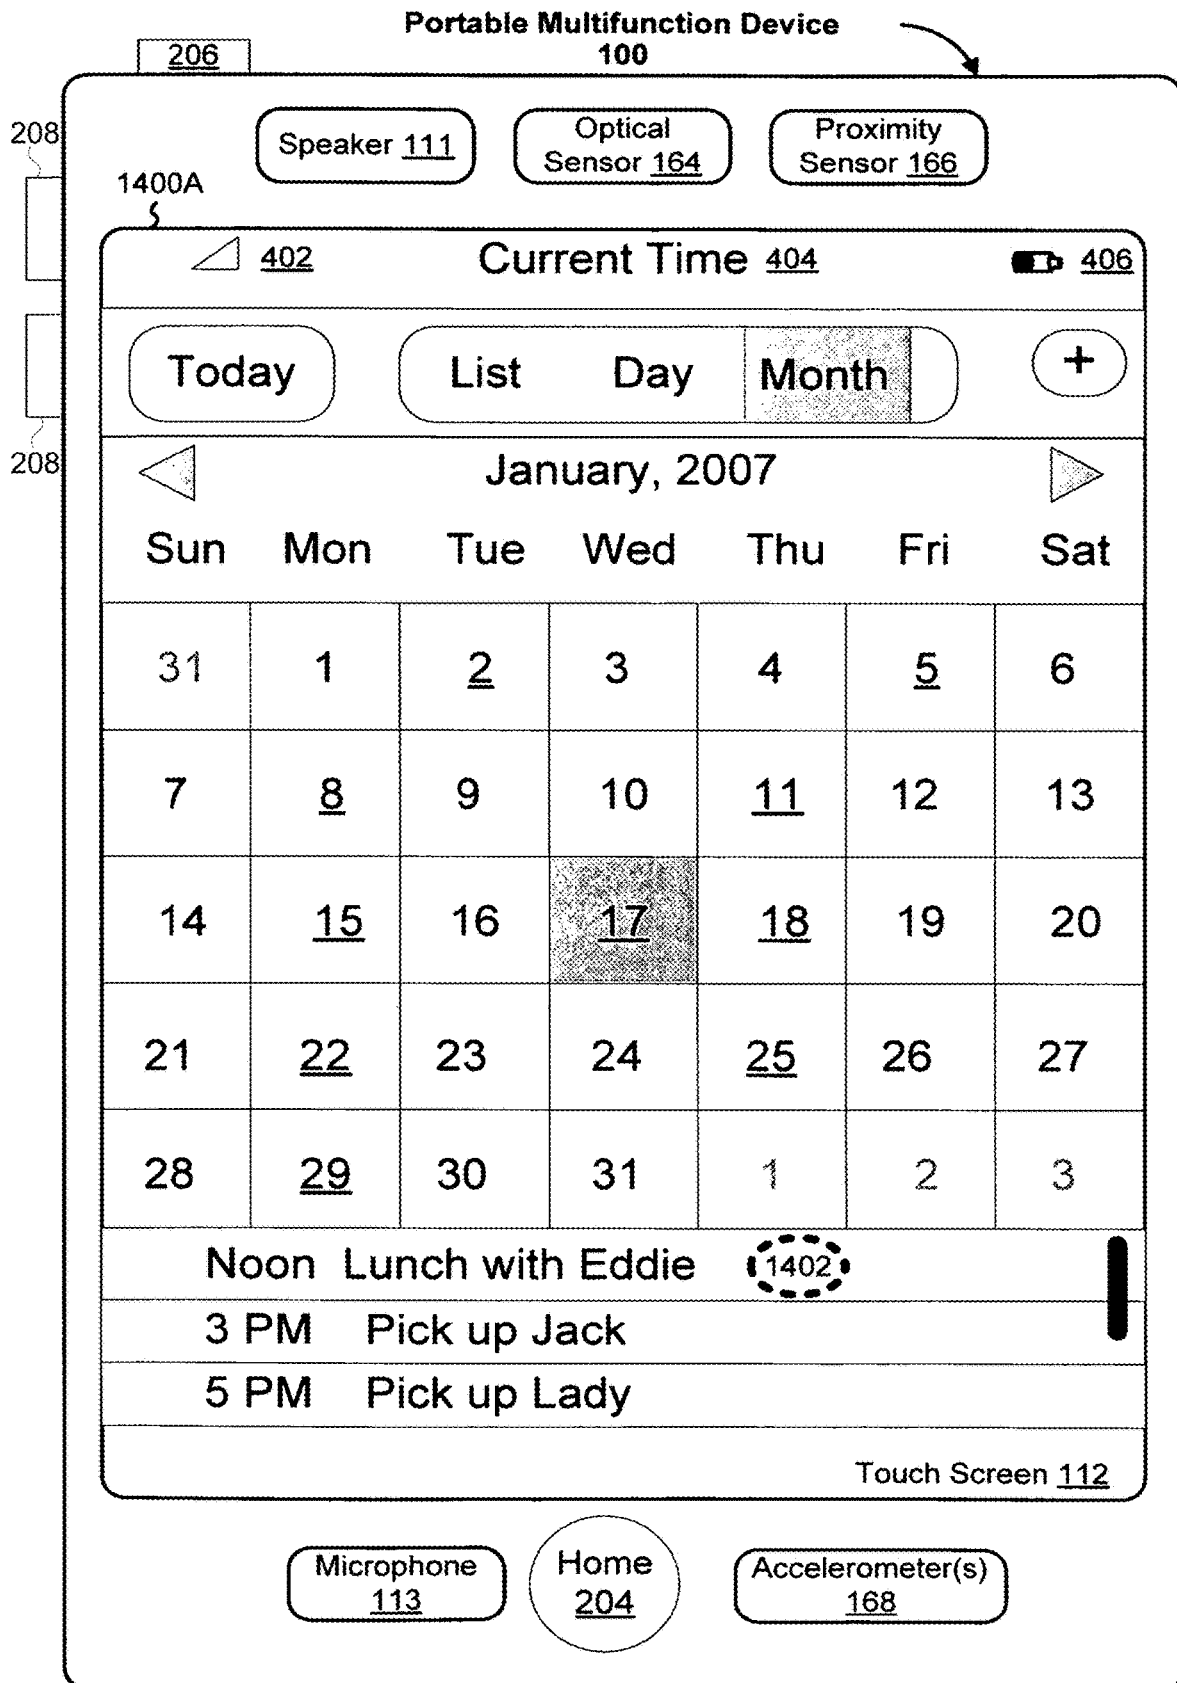 Portable Multifunction Device
100
206
208
Speaker 111
Optical
Sensor 164
Proximity
Sensor 166
1400A
402 Current Time 404 406
Today List Day Month +
208
January, 2007
Sun Mon Tue Wed Thu Fri Sat
31 1 2 3 4 5 6
7 8 9 10 11 12 13
14 15 16 17 18 19 20
21 22 23 24 25 26 27
28 29 30 31 1 2 3
Noon Lunch with Eddie 1402
3 PM Pick up Jack
5 PM Pick up Lady
Touch Screen 112
Microphone
113
Home
204
Accelerometer(s)
168